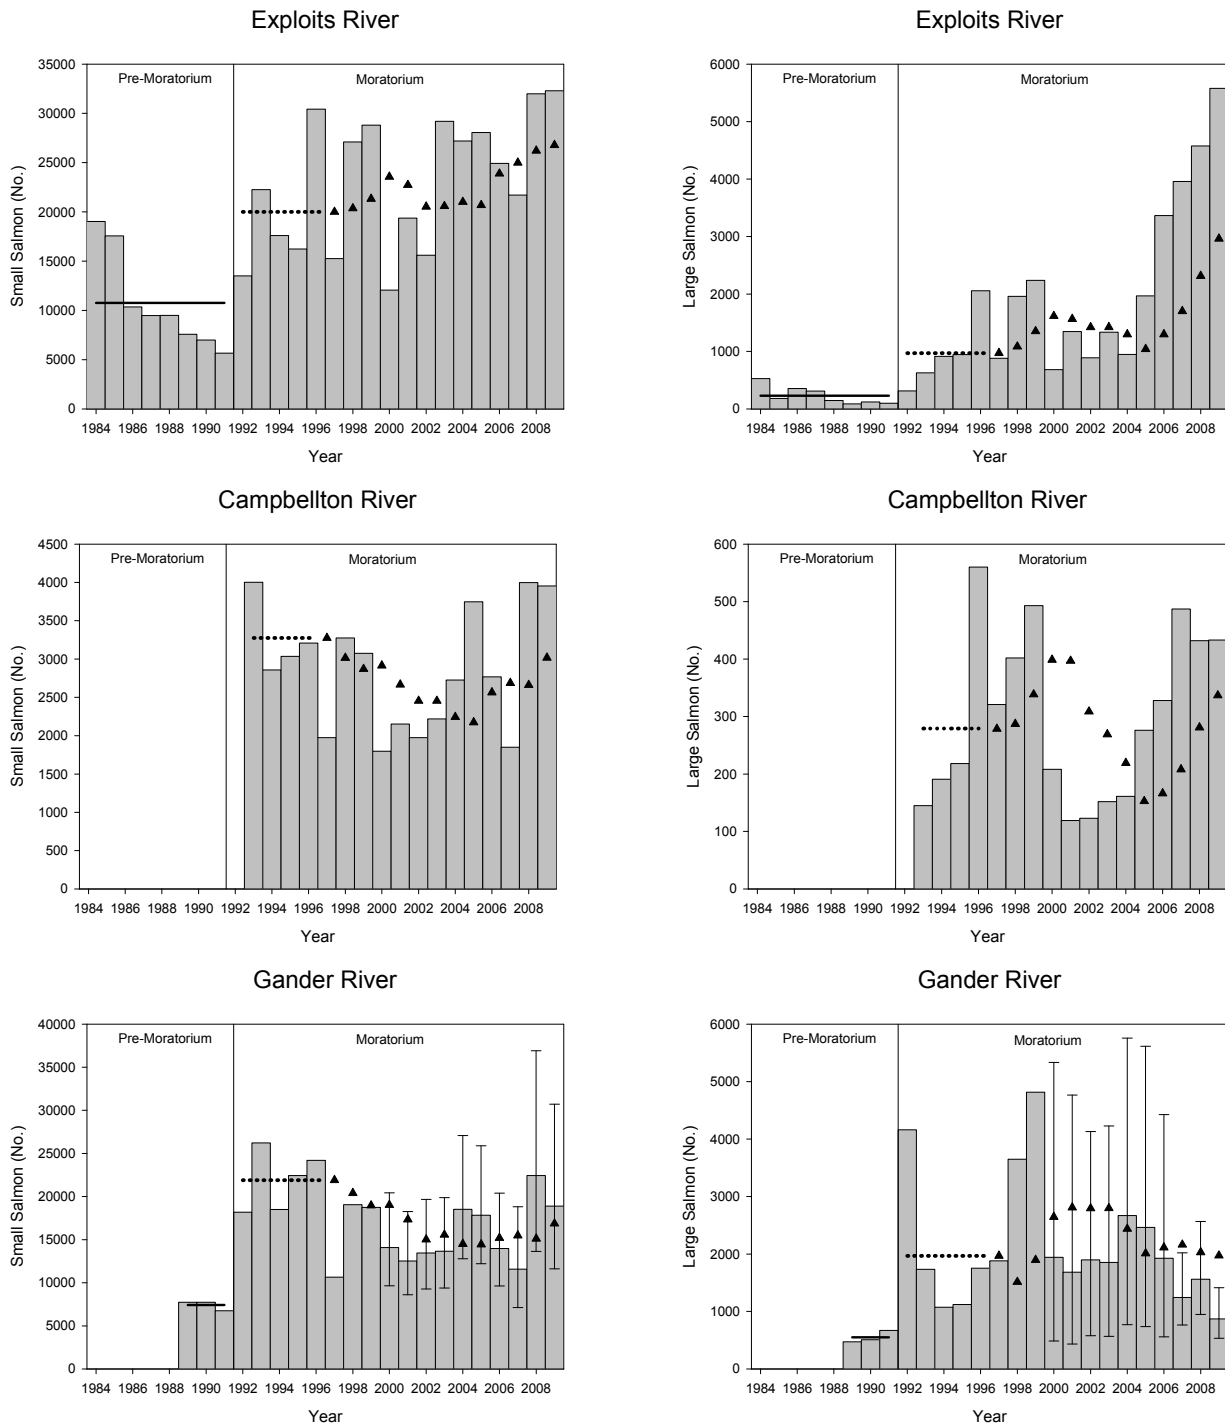 Exploits River
Exploits River
35000
30000
25000
20000
15000
10000
5000
0
Small Salmon (No.)
Pre-Moratorium
Moratorium
1984 1986 1988 1990 1992 1994 1996 1998 2000 2002 2004 2006 2008
Year
6000
5000
4000
3000
2000
1000
0
Large Salmon (No.)
Pre-Moratorium
Moratorium
1984 1986 1988 1990 1992 1994 1996 1998 2000 2002 2004 2006 2008
Year
Campbellton River
Campbellton River
4500
4000
3500
3000
2500
2000
1500
1000
500
0
Small Salmon (No.)
Pre-Moratorium
Moratorium
1984 1986 1988 1990 1992 1994 1996 1998 2000 2002 2004 2006 2008
Year
600
500
400
300
200
100
0
Large Salmon (No.)
Pre-Moratorium
Moratorium
1984 1986 1988 1990 1992 1994 1996 1998 2000 2002 2004 2006 2008
Year
Gander River
Gander River
40000
35000
30000
25000
20000
15000
10000
5000
0
Small Salmon (No.)
Pre-Moratorium
Moratorium
1984 1986 1988 1990 1992 1994 1996 1998 2000 2002 2004 2006 2008
Year
6000
5000
4000
3000
2000
1000
0
Large Salmon (No.)
Pre-Moratorium
Moratorium
1984 1986 1988 1990 1992 1994 1996 1998 2000 2002 2004 2006 2008
Year